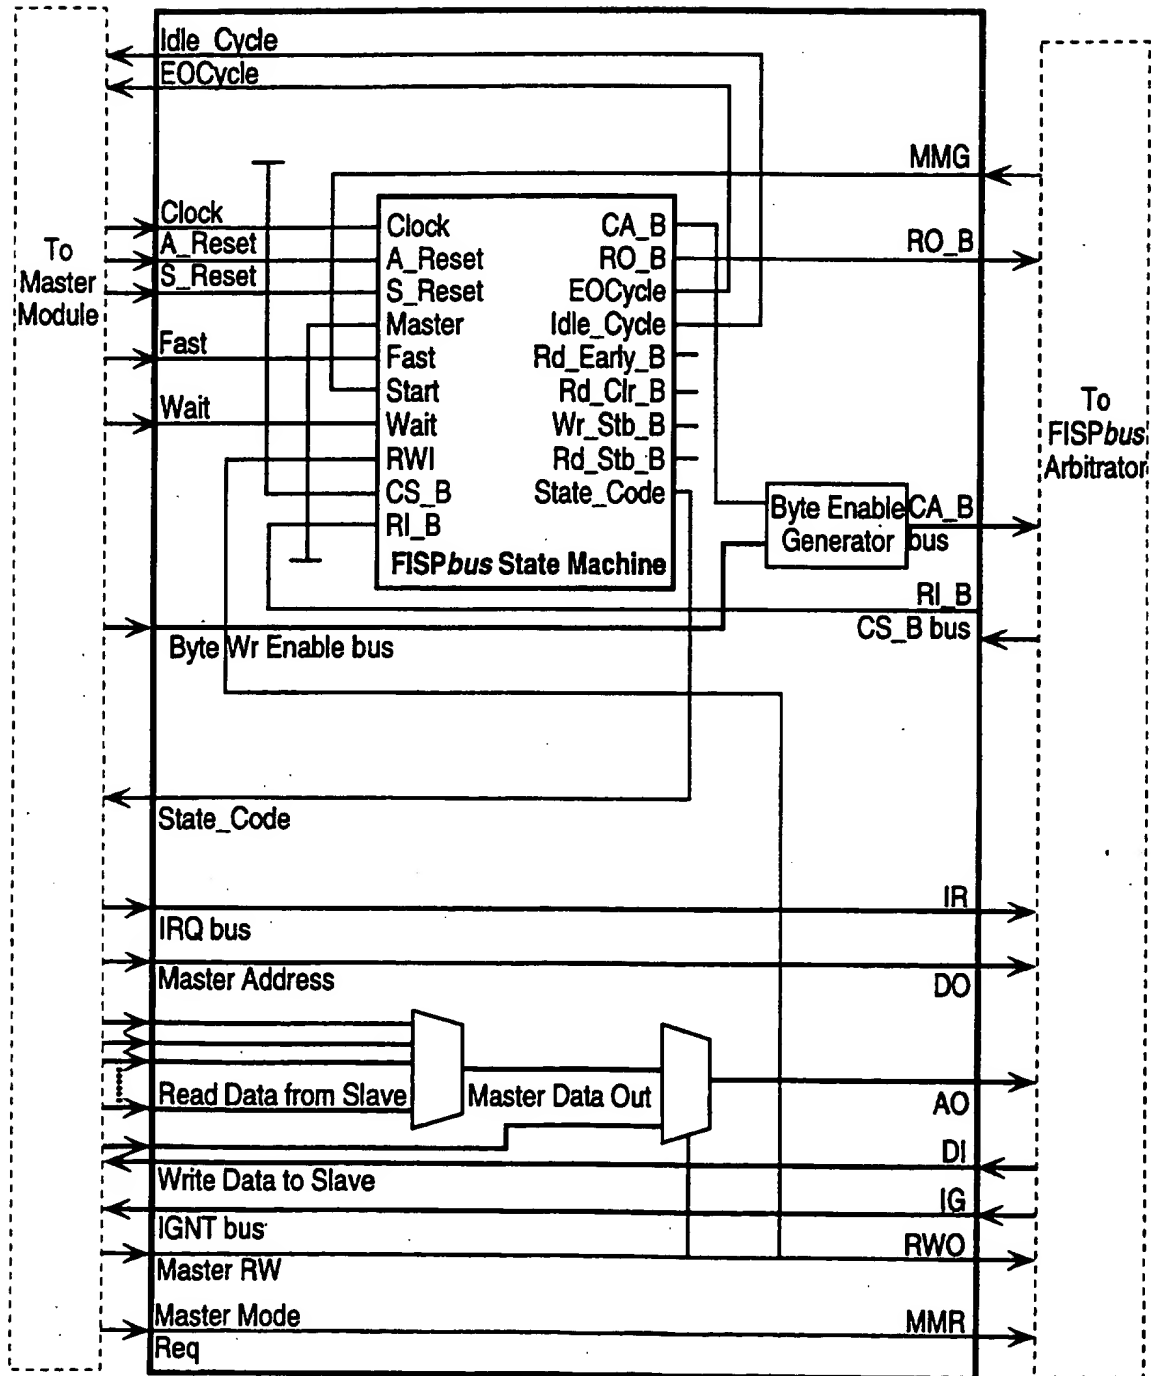 Idle_Cycle
EOCycle
MMG
Clock
A_Reset
S_Reset
Fast
Wait
To
Master
Module
Clock
A_Reset
S_Reset
Master
Fast
Start
Wait
RWI
CS_B
RI_B
CA_B
RO_B
EOCycle
Idle_Cycle
Rd_Early_B
Rd_Clr_B
Wr_Stb_B
Rd_Stb_B
State_Code
FISPbus State Machine
RO_B
To
FISPbus
Arbitrator
Byte Enable
Generator
CA_B
bus
RI_B
CS_B bus
Byte Wr Enable bus
State_Code
IR
IRQ bus
Master Address
DO
Read Data from Slave
Master Data Out
AO
DI
Write Data to Slave
IG
IGNT bus
RWO
Master RW
Master Mode
Req
MMR